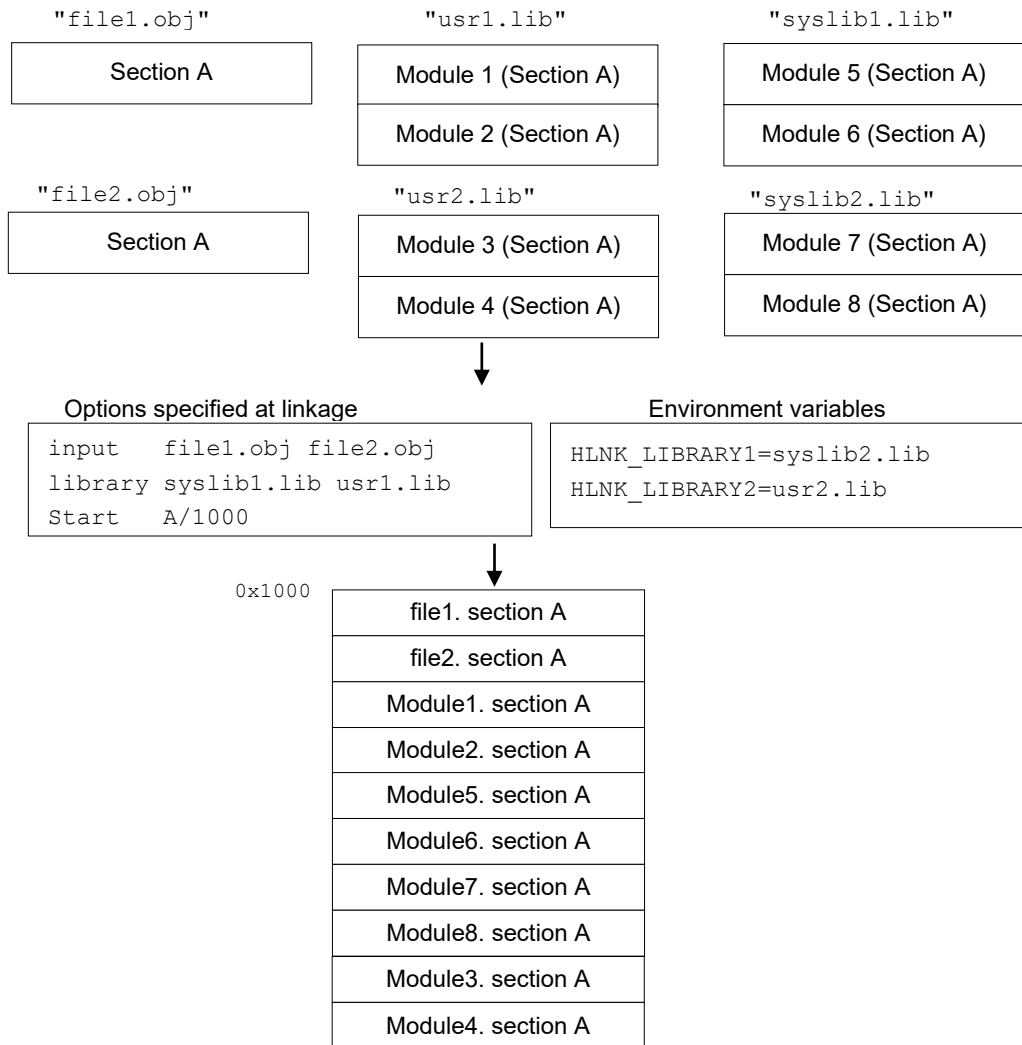 "file1.obj"
"usr1.lib"
"syslib1.lib"
Section A
Module 1 (Section A)
Module 5 (Section A)
Module 2 (Section A)
Module 6 (Section A)
"file2.obj"
"usr2.lib"
"syslib2.lib"
Section A
Module 3 (Section A)
Module 7 (Section A)
Module 4 (Section A)
Module 8 (Section A)
Options specified at linkage
input file1.obj file2.obj
library syslib1.lib usr1.lib
Start A/1000
Environment variables
HLNK_LIBRARY1=syslib2.lib
HLNK_LIBRARY2=usr2.lib
0x1000
file1. section A
file2. section A
Module1. section A
Module2. section A
Module5. section A
Module6. section A
Module7. section A
Module8. section A
Module3. section A
Module4. section A